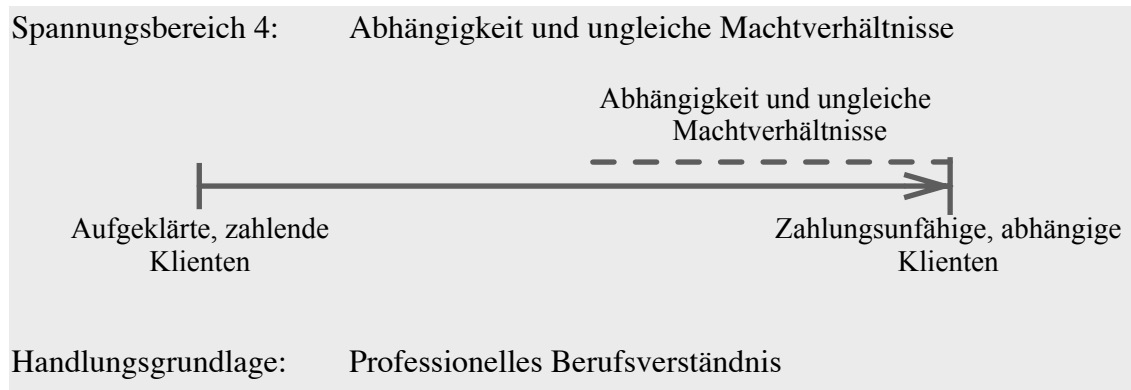 Spannungsbereich 4: Abhängigkeit und ungleiche Machtverhältnisse
Abhängigkeit und ungleiche
Machtverhältnisse
Aufgeklärte, zahlende
Klienten
Zahlungsunfähige, abhängige
Klienten
Handlungsgrundlage: Professionelles Berufsverständnis